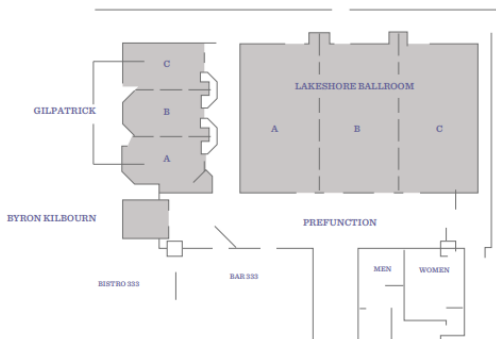 C
LAKESHORE BALLROOM
GILPATRICK
B
A
B
C
A
BYRON KILBOURN
PREFUNCTION
MEN
WOMEN
BISTRO 333
BAR 333